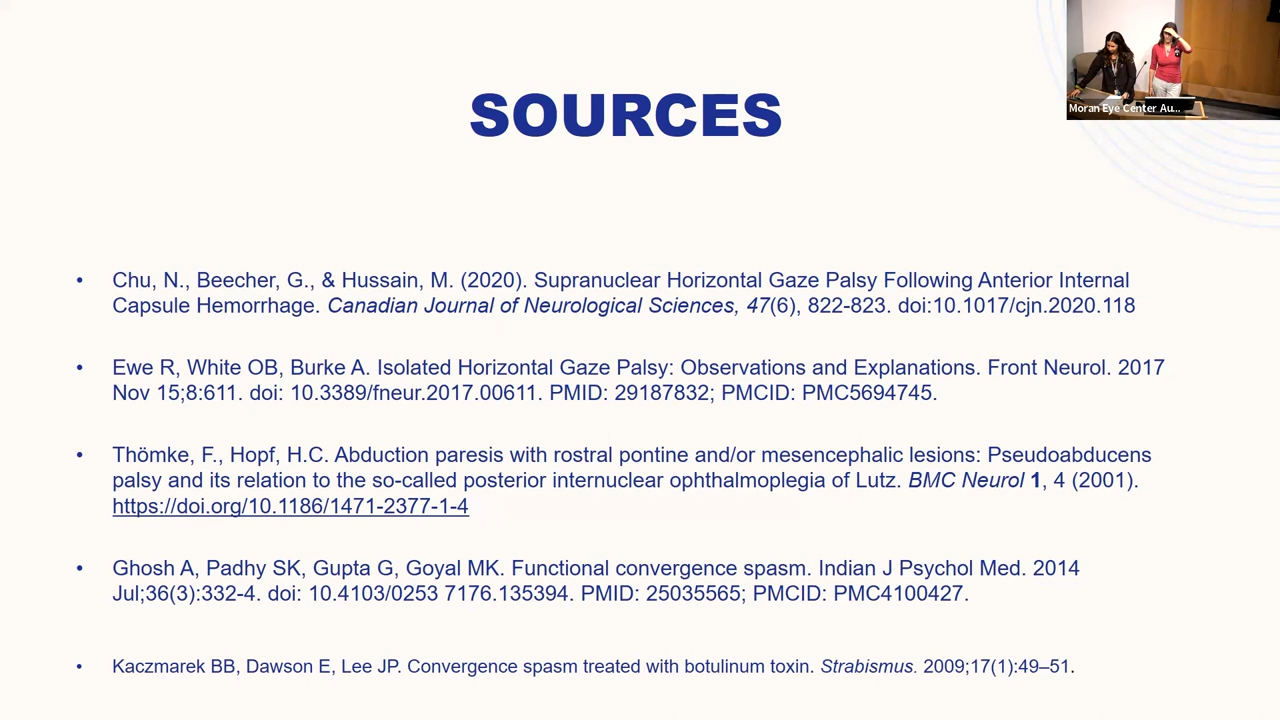 Moran Eye Center Au...
SOURCES
• Chu, N., Beecher, G., & Hussain, M. (2020). Supranuclear Horizontal Gaze Palsy Following Anterior Internal
Capsule Hemorrhage. Canadian Journal of Neurological Sciences, 47(6), 822-823. doi:10.1017/cjn.2020.118
• Ewe R, White OB, Burke A. Isolated Horizontal Gaze Palsy: Observations and Explanations. Front Neurol. 2017
Nov 15;8:611. doi: 10.3389/fneur.2017.00611. PMID: 29187832; PMCID: PMC5694745.
• Thömke, F., Hopf, H.C. Abduction paresis with rostral pontine and/or mesencephalic lesions: Pseudoabducens
palsy and its relation to the so-called posterior internuclear ophthalmoplegia of Lutz. BMC Neurol 1, 4 (2001).
https://doi.org/10.1186/1471-2377-1-4
• Ghosh A, Padhy SK, Gupta G, Goyal MK. Functional convergence spasm. Indian J Psychol Med. 2014
Jul;36(3):332-4. doi: 10.4103/0253 7176.135394. PMID: 25035565; PMCID: PMC4100427.
• Kaczmarek BB, Dawson E, Lee JP. Convergence spasm treated with botulinum toxin. Strabismus. 2009;17(1):49–51.